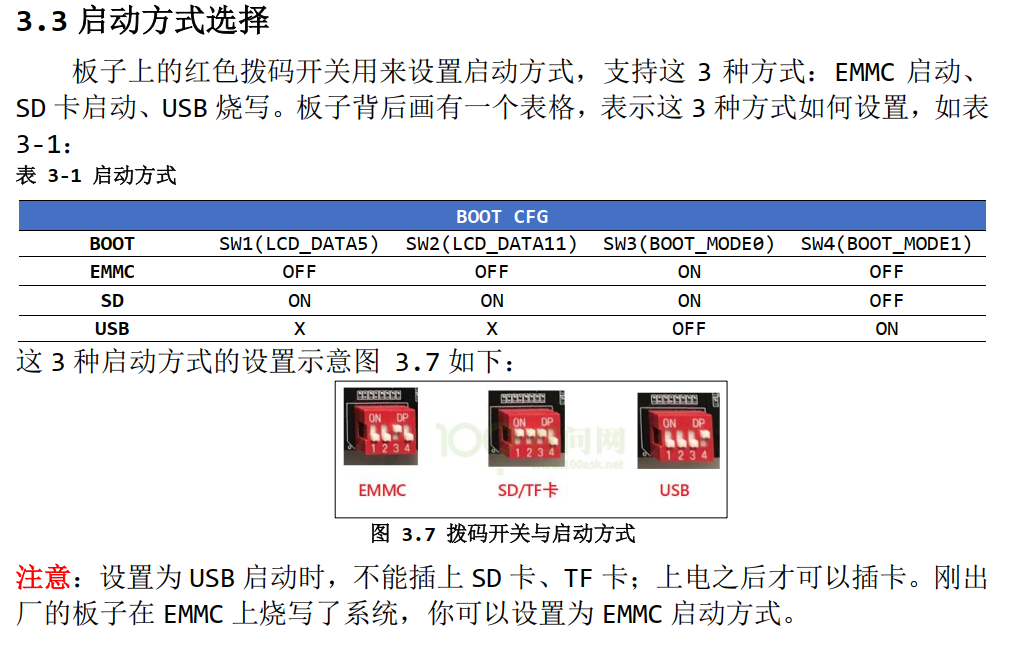 3.3 启动方式选择
板子上的红色拨码开关用来设置启动方式，支持这 3 种方式：EMMC 启动、
SD 卡启动、USB 烧写。板子背后画有一个表格，表示这 3 种方式如何设置，如表
3-1：
表 3-1 启动方式
BOOT CFG
BOOT SW1(LCD_DATA5) SW2(LCD_DATA11) SW3(BOOT_MODE0) SW4(BOOT_MODE1)
EMMC OFF OFF ON OFF
SD ON ON ON OFF
USB X X OFF ON
这 3 种启动方式的设置示意图 3.7 如下：
ON DP ON DP ON DP
1 2 3 4 1 2 3 4 1 2 3 4
EMMC SD/TF卡 USB
图 3.7 拨码开关与启动方式
注意：设置为 USB 启动时，不能插上 SD 卡、TF 卡；上电之后才可以插卡。刚出
厂的板子在 EMMC 上烧写了系统，你可以设置为 EMMC 启动方式。